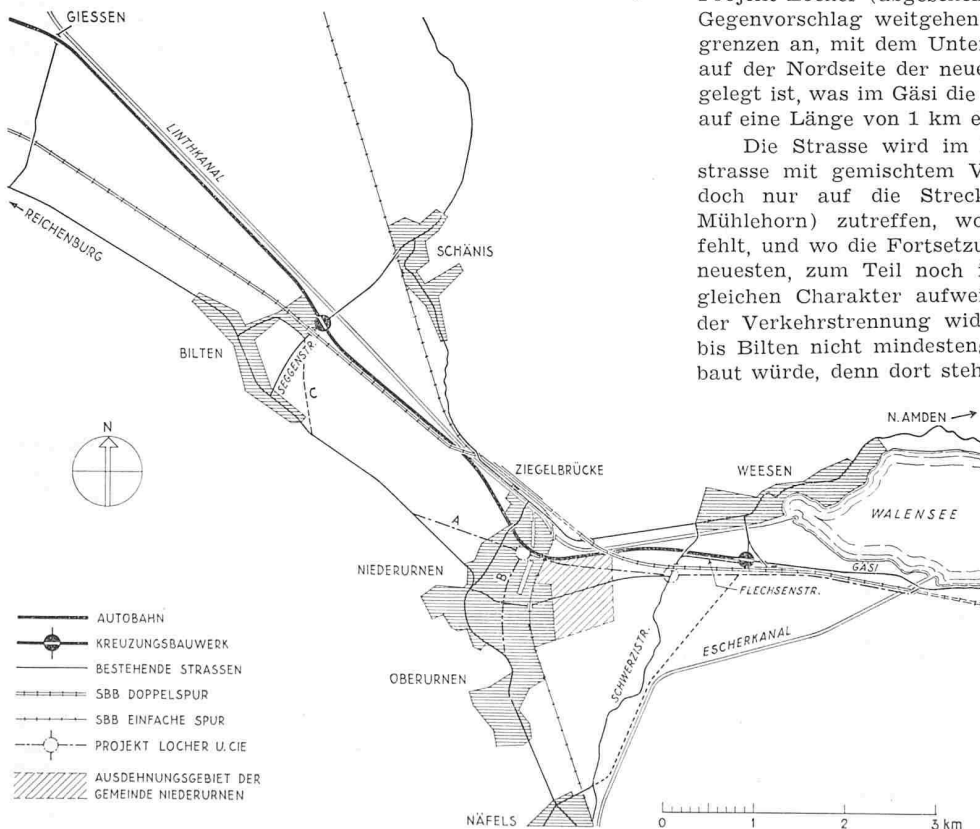 Gegenvorschlag weitgehen
grenzen an, mit dem Unter
auf der Nordseite der neue
gelegt ist, was im Gäsi die
auf eine Länge von 1 km e
Die Strasse wird im
strasse mit gemischtem V
doch nur auf die Streck
Mühlehorn) zutreffen, wo
fehlt, und wo die Fortsetzu
neuesten, zum Teil noch i
gleichen Charakter aufwei
der Verkehrstrennung wid
bis Bilten nicht mindesten
baut würde, denn dort steh
GIESSEN
LINTHKANAL
REICHENBURG
SCHÄNIS
BILTEN
SEGGENSTR.
C
N
N. AMDEN
ZIEGELBRÜCKE
WEESEN
WALENSEE
A
GÄSI
NIEDERURNEN
B
FLECHSENSTR.
SCHWERZISTR.
ESCHERKANAL
OBERURNEN
NÄFELS
AUTOBAHN
KREUZUNGSBAUWERK
BESTEHENDE STRASSEN
SBB DOPPELSPUR
SBB EINFACHE SPUR
PROJEKT LOCHER U. CIE
AUSDEHNUNGSGEBIET DER
GEMEINDE NIEDERURNEN
0 1 2 3 km